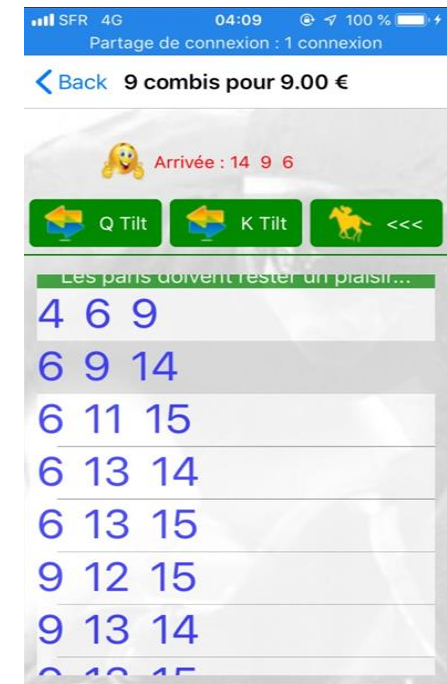 SFR 4G 04:09 100 %
Partage de connexion : 1 connexion
Back 9 combis pour 9.00 €
Arrivée : 14 9 6
Q Tilt K Tilt <<<
Les paris doivent rester un plaisir...
4 6 9
6 9 14
6 11 15
6 13 14
6 13 15
9 12 15
9 13 14